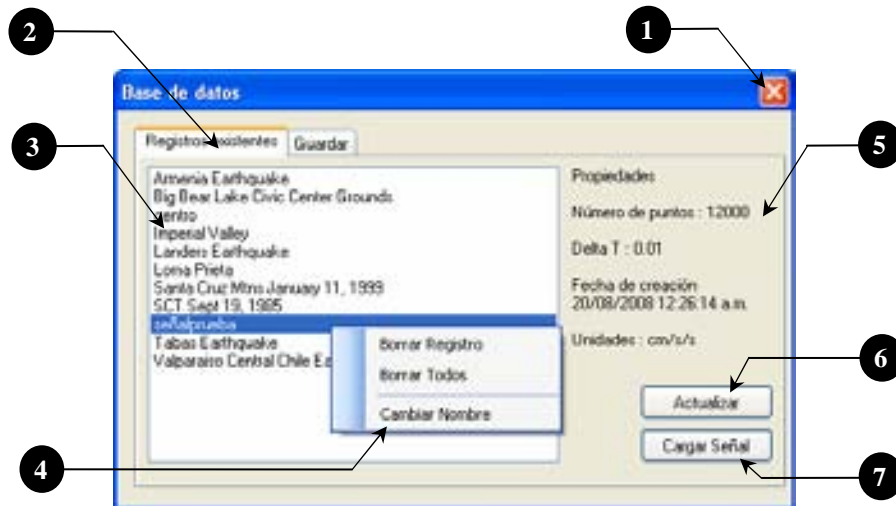 1
2
Base de datos
Registros existentes Guardar
3
5
Armenia Earthquake
Big Bear Lake Civic Center Grounds
centro
Imperial Valley
Landers Earthquake
Loma Prieta
Santa Cruz Mtns January 11, 1999
SCT Sept 19, 1985
señalprueba
Tabas Earthquake
Valparaiso Central Chile Ea
Borrar Registro
Borrar Todos
Cambiar Nombre
Propiedades
Número de puntos : 12000
Delta T : 0.01
Fecha de creación
20/08/2008 12:26:14 a.m.
Unidades : cm/s/s
6
Actualizar
Cargar Señal
4
7